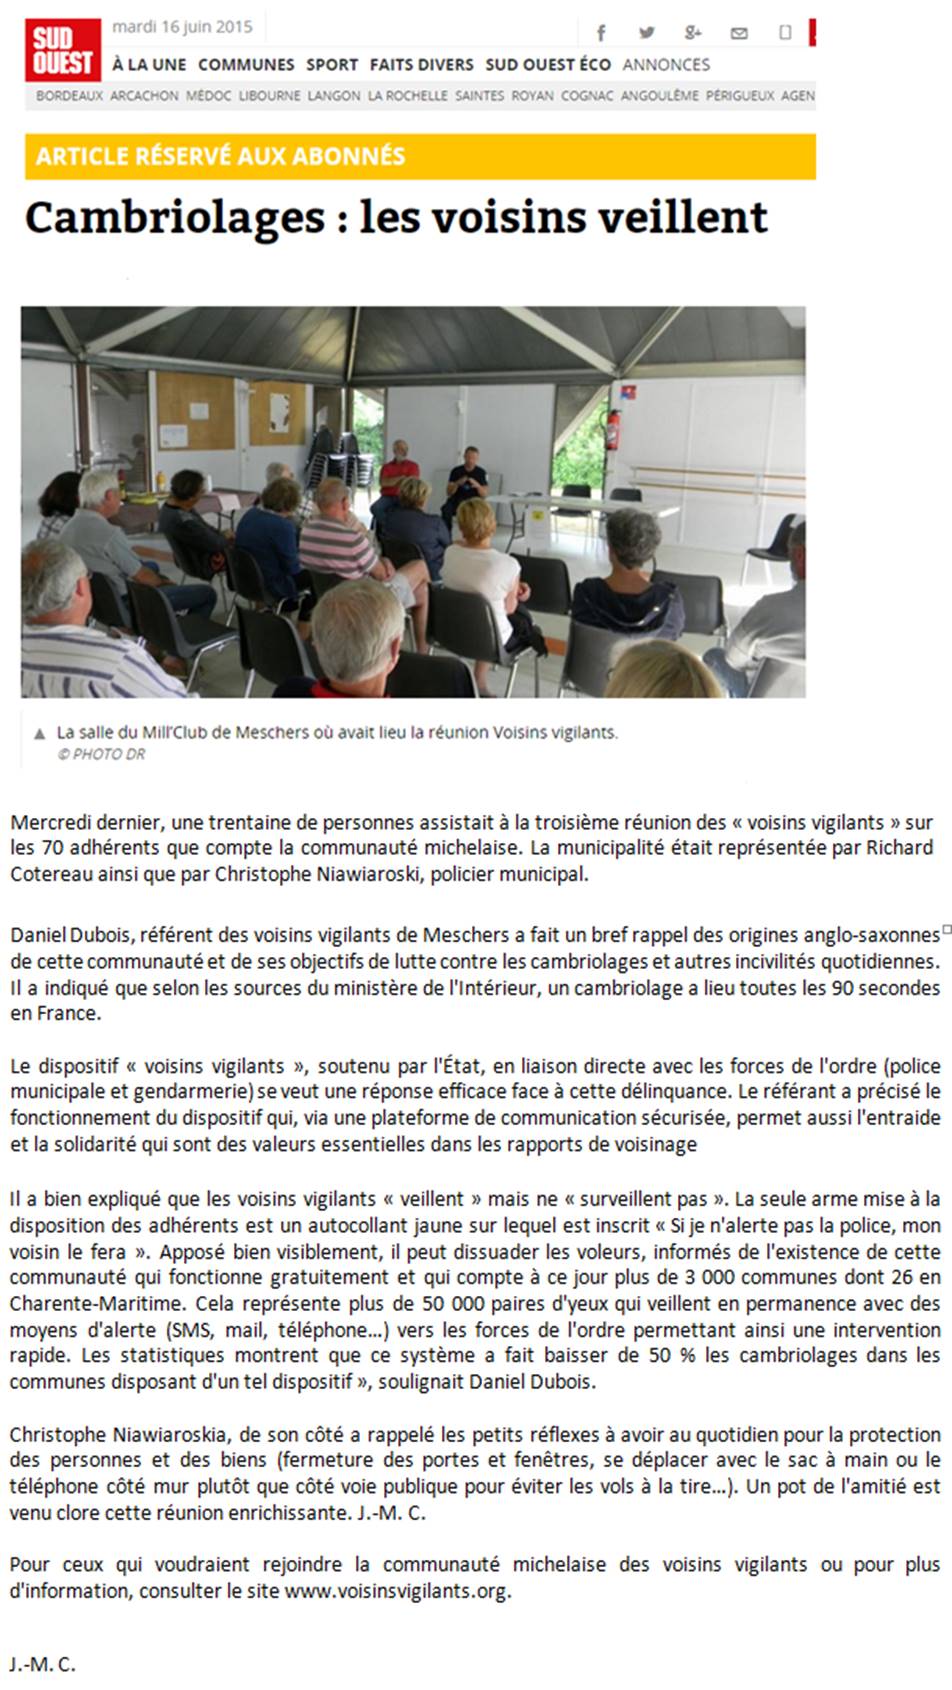 SUD
OUEST
mardi 16 juin 2015
À LA UNE COMMUNES SPORT FAITS DIVERS SUD OUEST ÉCO ANNONCES
BORDEAUX ARCACHON MÉDOC LIBOURNE LANGON LA ROCHELLE SAINTES ROYAN COGNAC ANGOULÊME PÉRIGUEUX AGEN
ARTICLE RÉSERVÉ AUX ABONNÉS
Cambriolages : les voisins veillent
▲ La salle du Mill'Club de Meschers où avait lieu la réunion Voisins vigilants.
© PHOTO DR
Mercredi dernier, une trentaine de personnes assistait à la troisième réunion des « voisins vigilants » sur
les 70 adhérents que compte la communauté michelaise. La municipalité était représentée par Richard
Cotereau ainsi que par Christophe Niawiaroski, policier municipal.
Daniel Dubois, référent des voisins vigilants de Meschers a fait un bref rappel des origines anglo-saxonnes
de cette communauté et de ses objectifs de lutte contre les cambriolages et autres incivilités quotidiennes.
Il a indiqué que selon les sources du ministère de l'Intérieur, un cambriolage a lieu toutes les 90 secondes
en France.
Le dispositif « voisins vigilants », soutenu par l'État, en liaison directe avec les forces de l'ordre (police
municipale et gendarmerie) se veut une réponse efficace face à cette délinquance. Le référant a précisé le
fonctionnement du dispositif qui, via une plateforme de communication sécurisée, permet aussi l'entraide
et la solidarité qui sont des valeurs essentielles dans les rapports de voisinage
Il a bien expliqué que les voisins vigilants « veillent » mais ne « surveillent pas ». La seule arme mise à la
disposition des adhérents est un autocollant jaune sur lequel est inscrit « Si je n'alerte pas la police, mon
voisin le fera ». Apposé bien visiblement, il peut dissuader les voleurs, informés de l'existence de cette
communauté qui fonctionne gratuitement et qui compte à ce jour plus de 3 000 communes dont 26 en
Charente-Maritime. Cela représente plus de 50 000 paires d'yeux qui veillent en permanence avec des
moyens d'alerte (SMS, mail, téléphone...) vers les forces de l'ordre permettant ainsi une intervention
rapide. Les statistiques montrent que ce système a fait baisser de 50 % les cambriolages dans les
communes disposant d'un tel dispositif », soulignait Daniel Dubois.
Christophe Niawiaroskia, de son côté a rappelé les petits réflexes à avoir au quotidien pour la protection
des personnes et des biens (fermeture des portes et fenêtres, se déplacer avec le sac à main ou le
téléphone côté mur plutôt que côté voie publique pour éviter les vols à la tire...). Un pot de l'amitié est
venu clore cette réunion enrichissante. J.-M. C.
Pour ceux qui voudraient rejoindre la communauté michelaise des voisins vigilants ou pour plus
d'information, consulter le site www.voisinsvigilants.org.
J.-M. C.